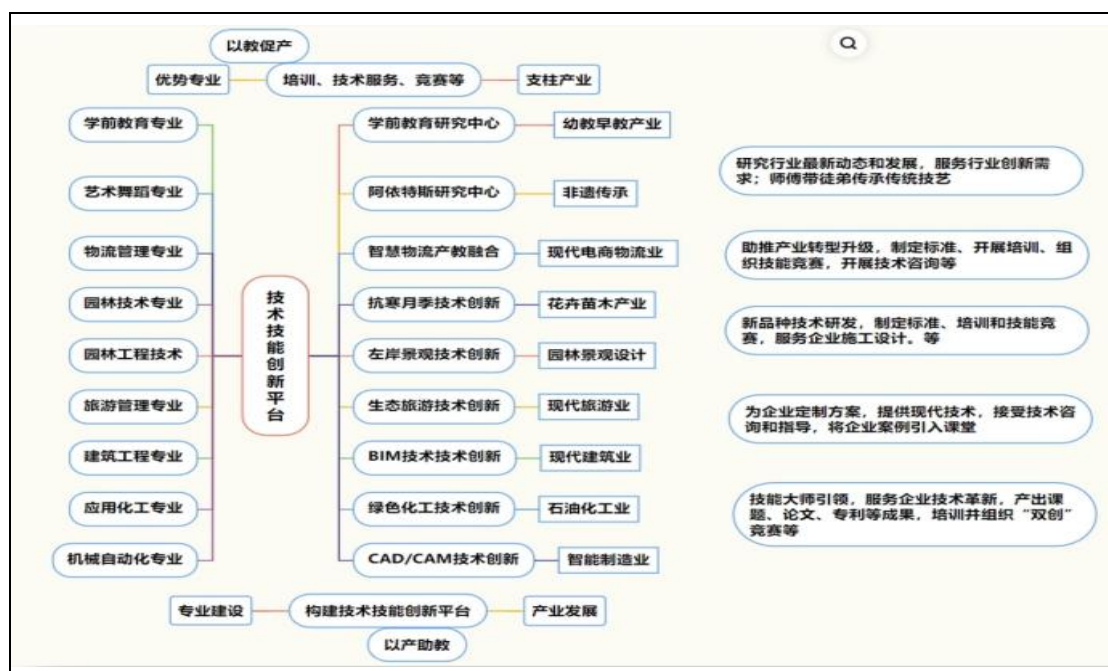 以教促产
优势专业 培训、技术服务、竞赛等 支柱产业
学前教育专业 学前教育研究中心 幼教早教产业
研究行业最新动态和发展，服务行业创新需
求；师傅带徒弟传承传统技艺
艺术舞蹈专业 阿依特斯研究中心 非遗传承
物流管理专业 智慧物流产教融合 现代电商物流业
助推产业转型升级，制定标准、开展培训、组
织技能竞赛，开展技术咨询等
技术技能创新平台
园林技术专业 抗寒月季技术创新 花卉苗木产业
新品种技术研发，制定标准、培训和技能竞
赛，服务企业施工设计。等
园林工程技术 左岸景观技术创新 园林景观设计
旅游管理专业 生态旅游技术创新 现代旅游业
为企业定制方案，提供现代技术，接受技术咨
询和指导，将企业案例引入课堂
建筑工程专业 BIM技术技术创新 现代建筑业
应用化工专业 绿色化工技术创新 石油化工业
技能大师引领，服务企业技术革新，产出课
题、论文、专利等成果，培训并组织“双创”
竞赛等
机械自动化专业 CAD/CAM技术创新 智能制造业
专业建设 构建技术技能创新平台 产业发展
以产助教